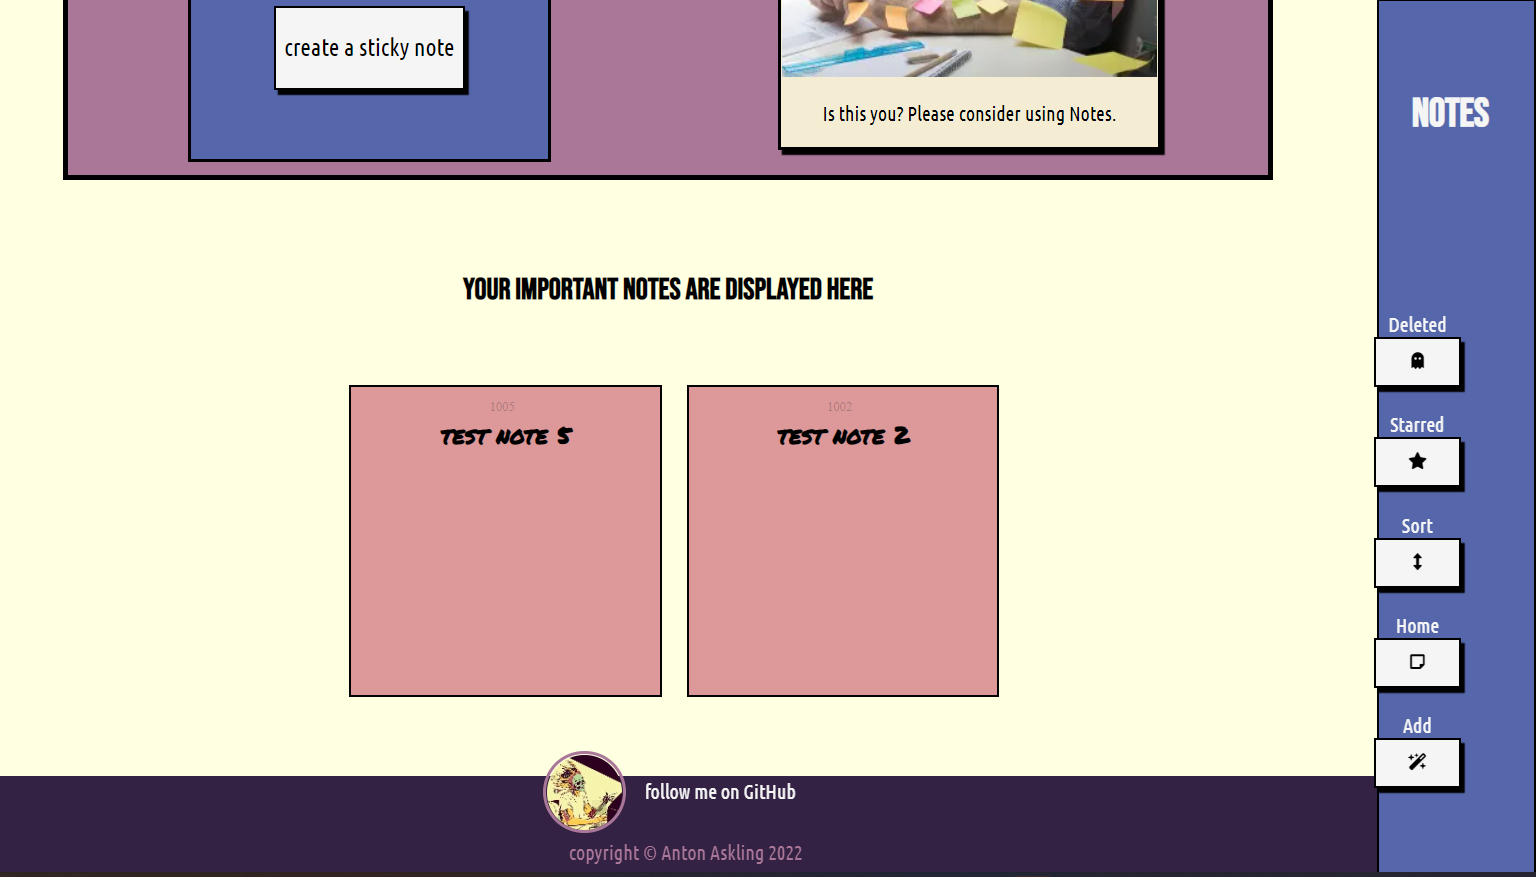 create a sticky note
Is this you? Please consider using Notes.
NOTES
YOUR IMPORTANT NOTES ARE DISPLAYED HERE
1005
TEST NOTE 5
1002
TEST NOTE 2
Deleted
Starred
Sort
Home
Add
follow me on GitHub
copyright © Anton Askling 2022